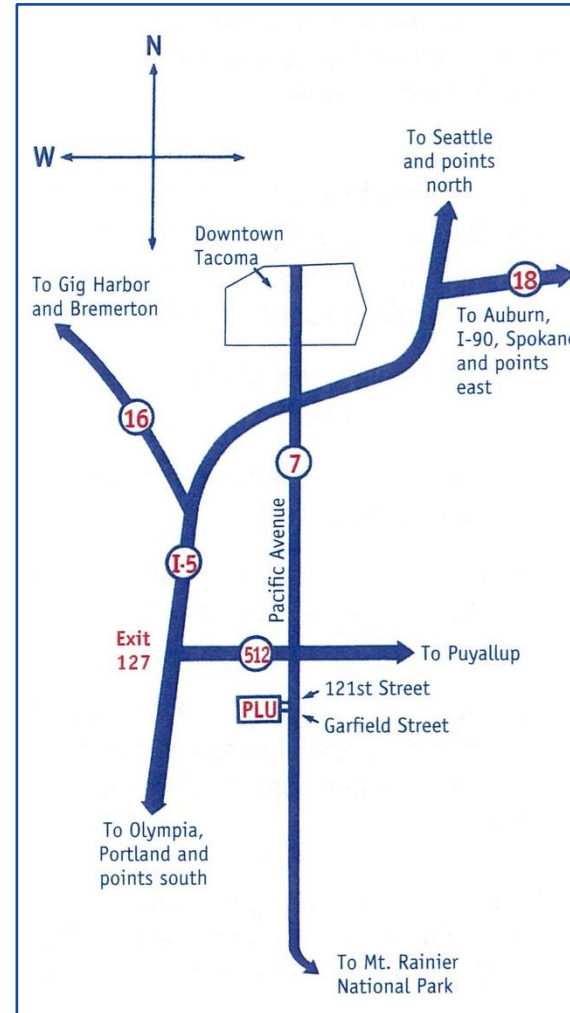 N
W
To Seattle
and points
north
Downtown
Tacoma
To Gig Harbor
and Bremerton
18
To Auburn,
I-90, Spokane
and points
east
16
7
Pacific Avenue
I-5
Exit
127
512
To Puyallup
121st Street
PLU
Garfield Street
To Olympia,
Portland and
points south
To Mt. Rainier
National Park